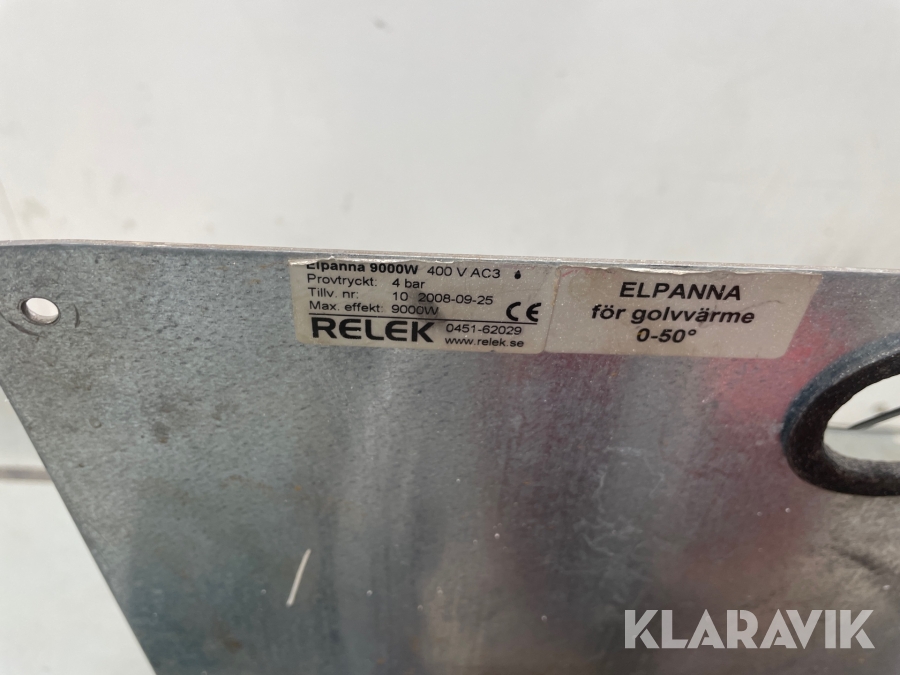 Elpanna 9000W 400 V AC3
Provtryckt: 4 bar
Tillv. nr: 10 2008-09-25
Max. effekt: 9000W
CE
RELEK 0451-62029
www.relek.se
ELPANNA
för golvvärme
0-50°
KLARAVIK